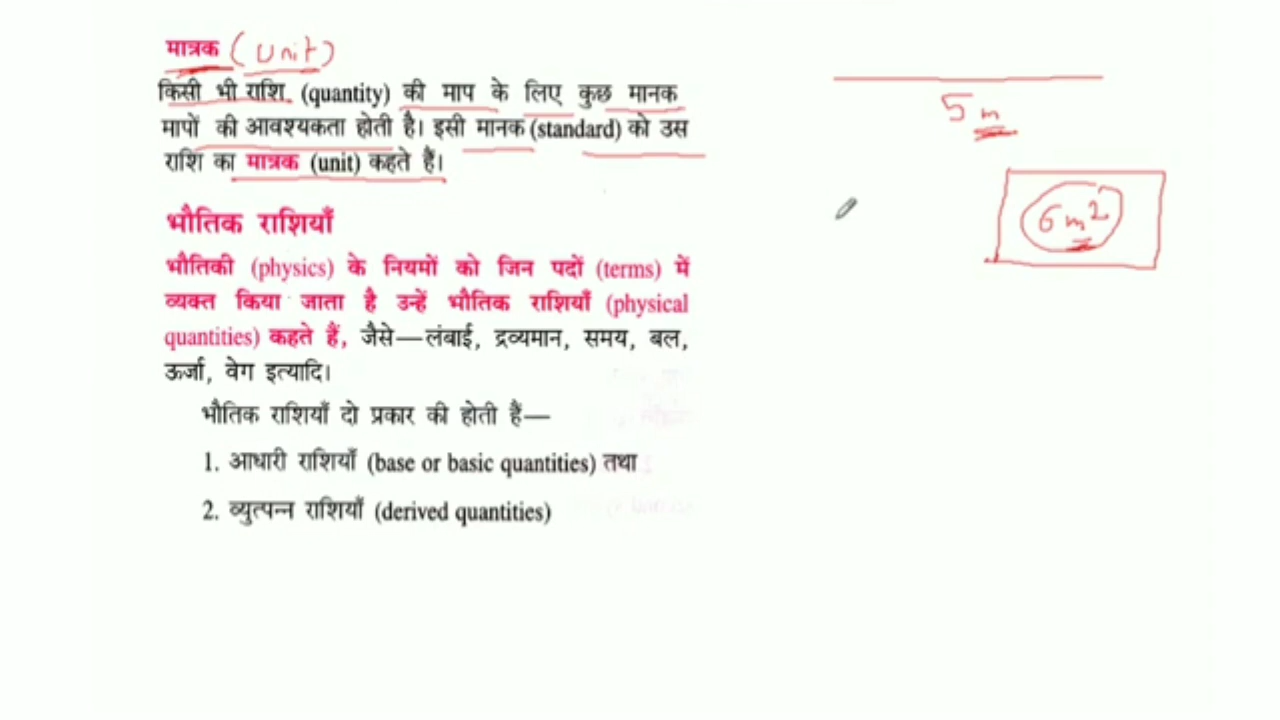 मात्रक (Unit)
किसी भी राशि (quantity) की माप के लिए कुछ मानक
मापों की आवश्यकता होती है। इसी मानक (standard) को उस
राशि का मात्रक (unit) कहते हैं।
भौतिक राशियाँ
भौतिकी (physics) के नियमों को जिन पदों (terms) में
व्यक्त किया जाता है उन्हें भौतिक राशियाँ (physical
quantities) कहते हैं, जैसे—लंबाई, द्रव्यमान, समय, बल,
ऊर्जा, वेग इत्यादि।
भौतिक राशियाँ दो प्रकार की होती हैं—
1. आधारी राशियाँ (base or basic quantities) तथा
2. व्युत्पन्न राशियाँ (derived quantities)
5 m
6 m²